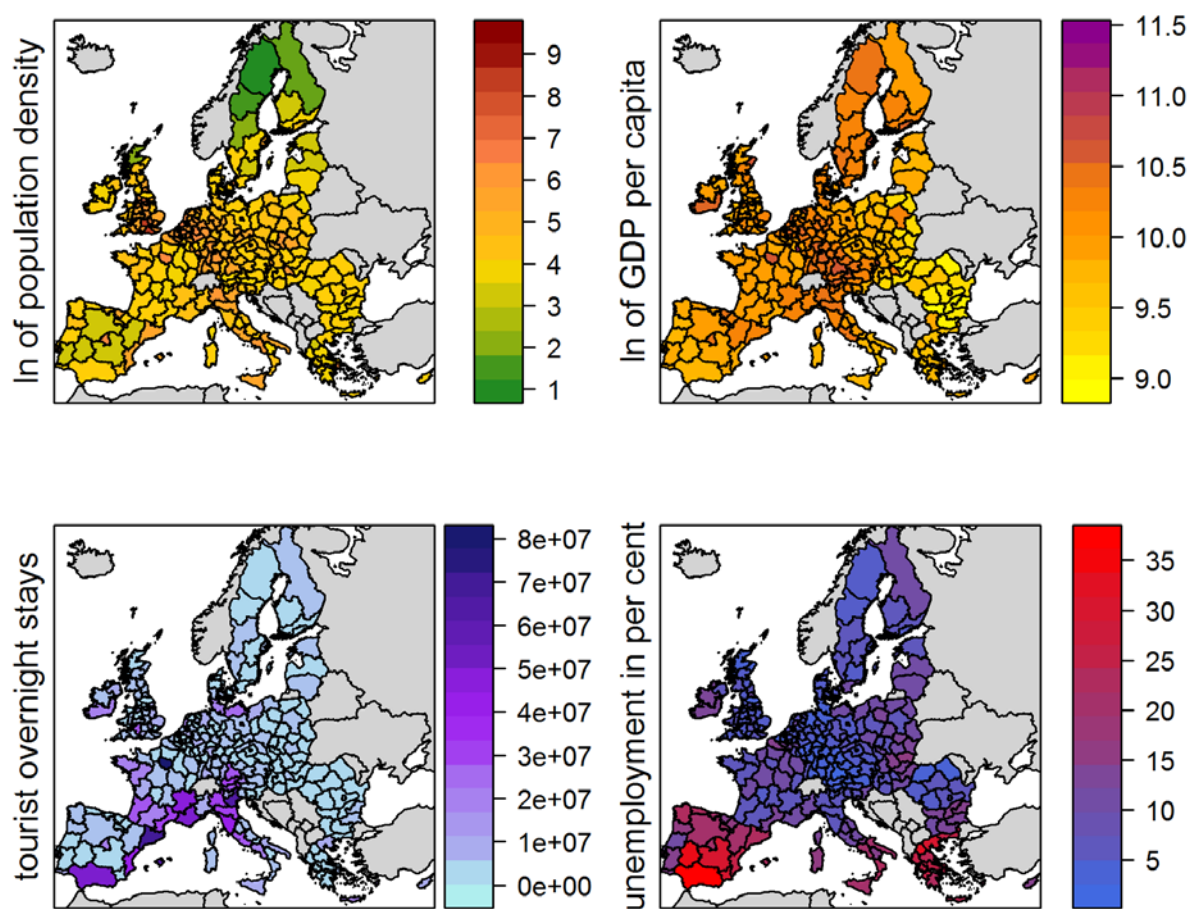 ln of population density
9
8
7
6
5
4
3
2
1
ln of GDP per capita
11.5
11.0
10.5
10.0
9.5
9.0
tourist overnight stays
8e+07
7e+07
6e+07
5e+07
4e+07
3e+07
2e+07
1e+07
0e+00
unemployment in per cent
35
30
25
20
15
10
5